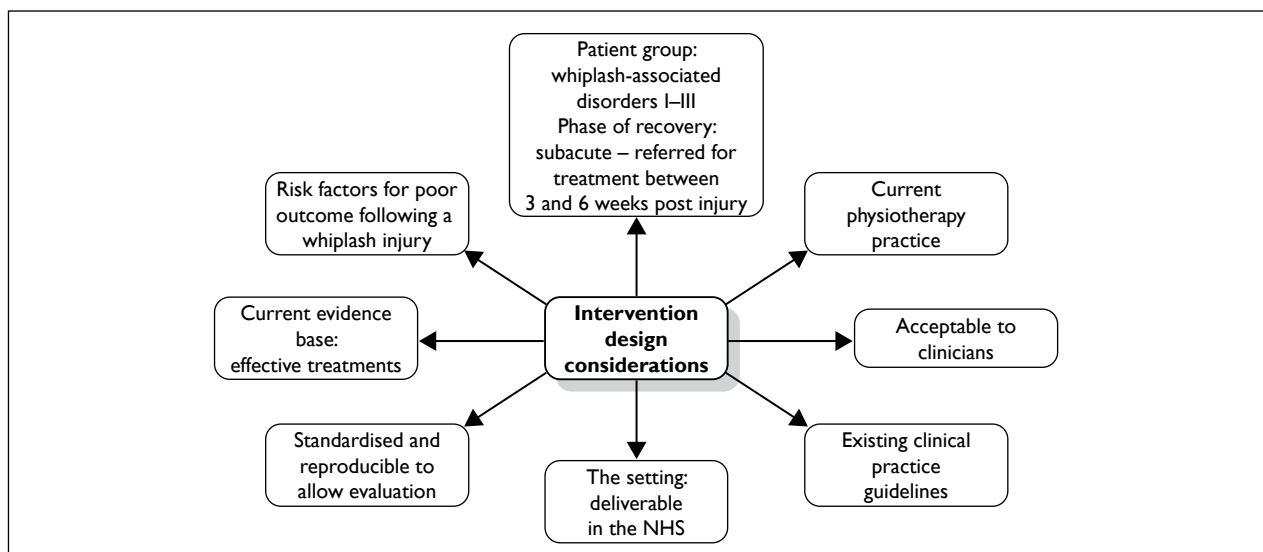 Patient group:
whiplash-associated
disorders I–III
Phase of recovery:
subacute – referred for
treatment between
3 and 6 weeks post injury
Risk factors for poor
outcome following a
whiplash injury
Current
physiotherapy
practice
Current evidence
base:
effective treatments
Intervention
design
considerations
Acceptable to
clinicians
Standardised and
reproducible to
allow evaluation
The setting:
deliverable
in the NHS
Existing clinical
practice
guidelines